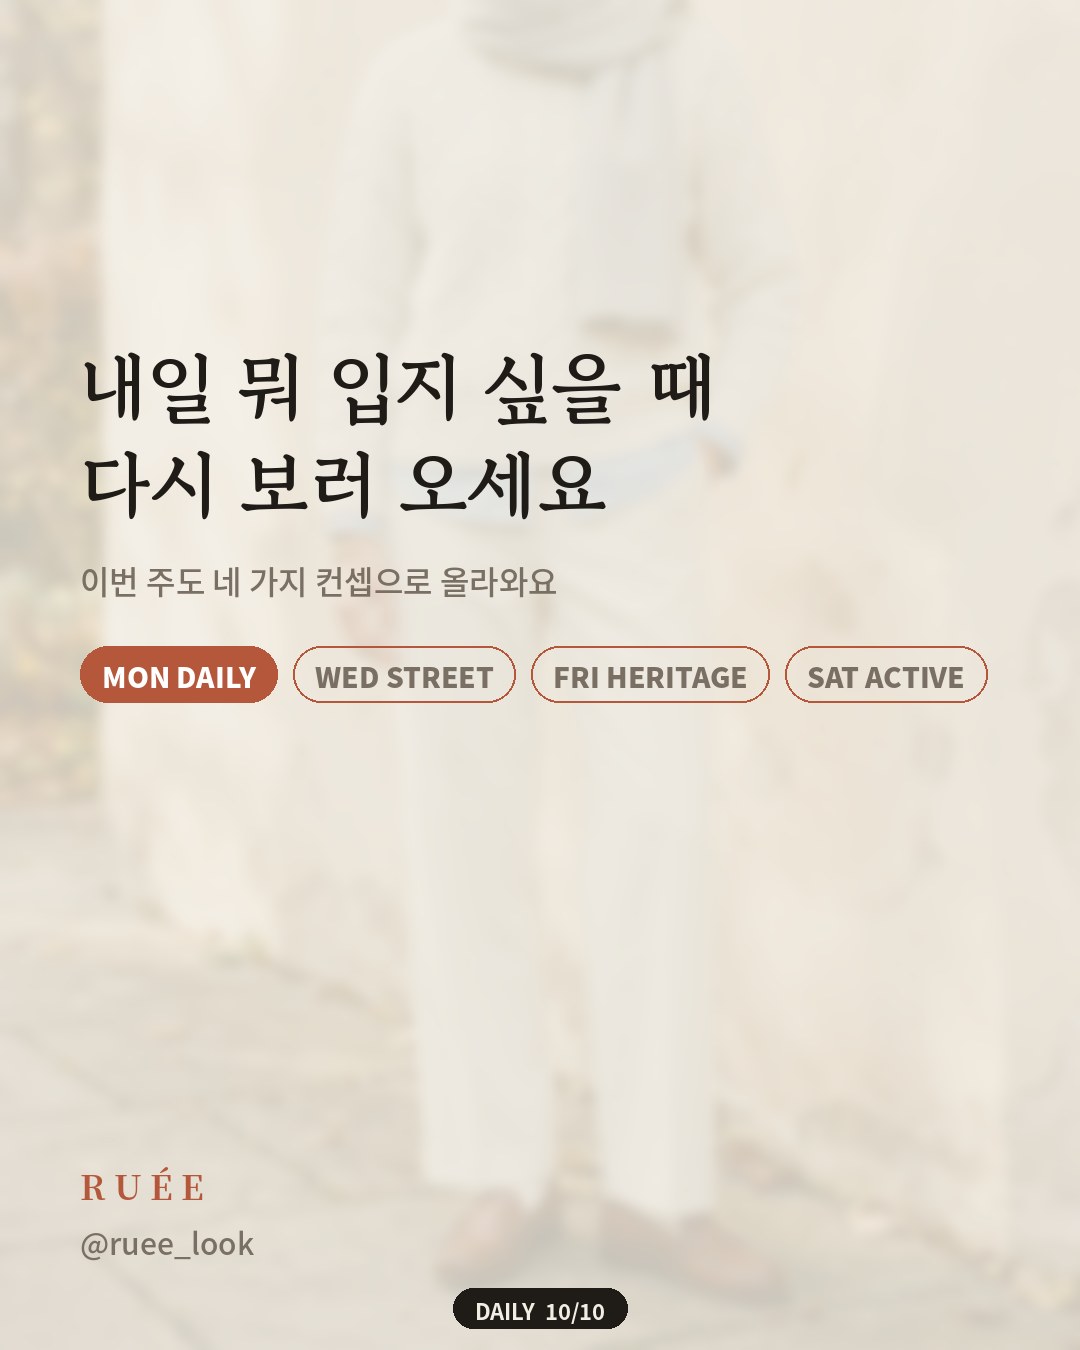 내일 뭐 입지 싶을 때
다시 보러 오세요
이번 주도 네 가지 컨셉으로 올라와요
MON DAILY WED STREET FRI HERITAGE SAT ACTIVE
RUÉE
@ruee_look
DAILY 10/10